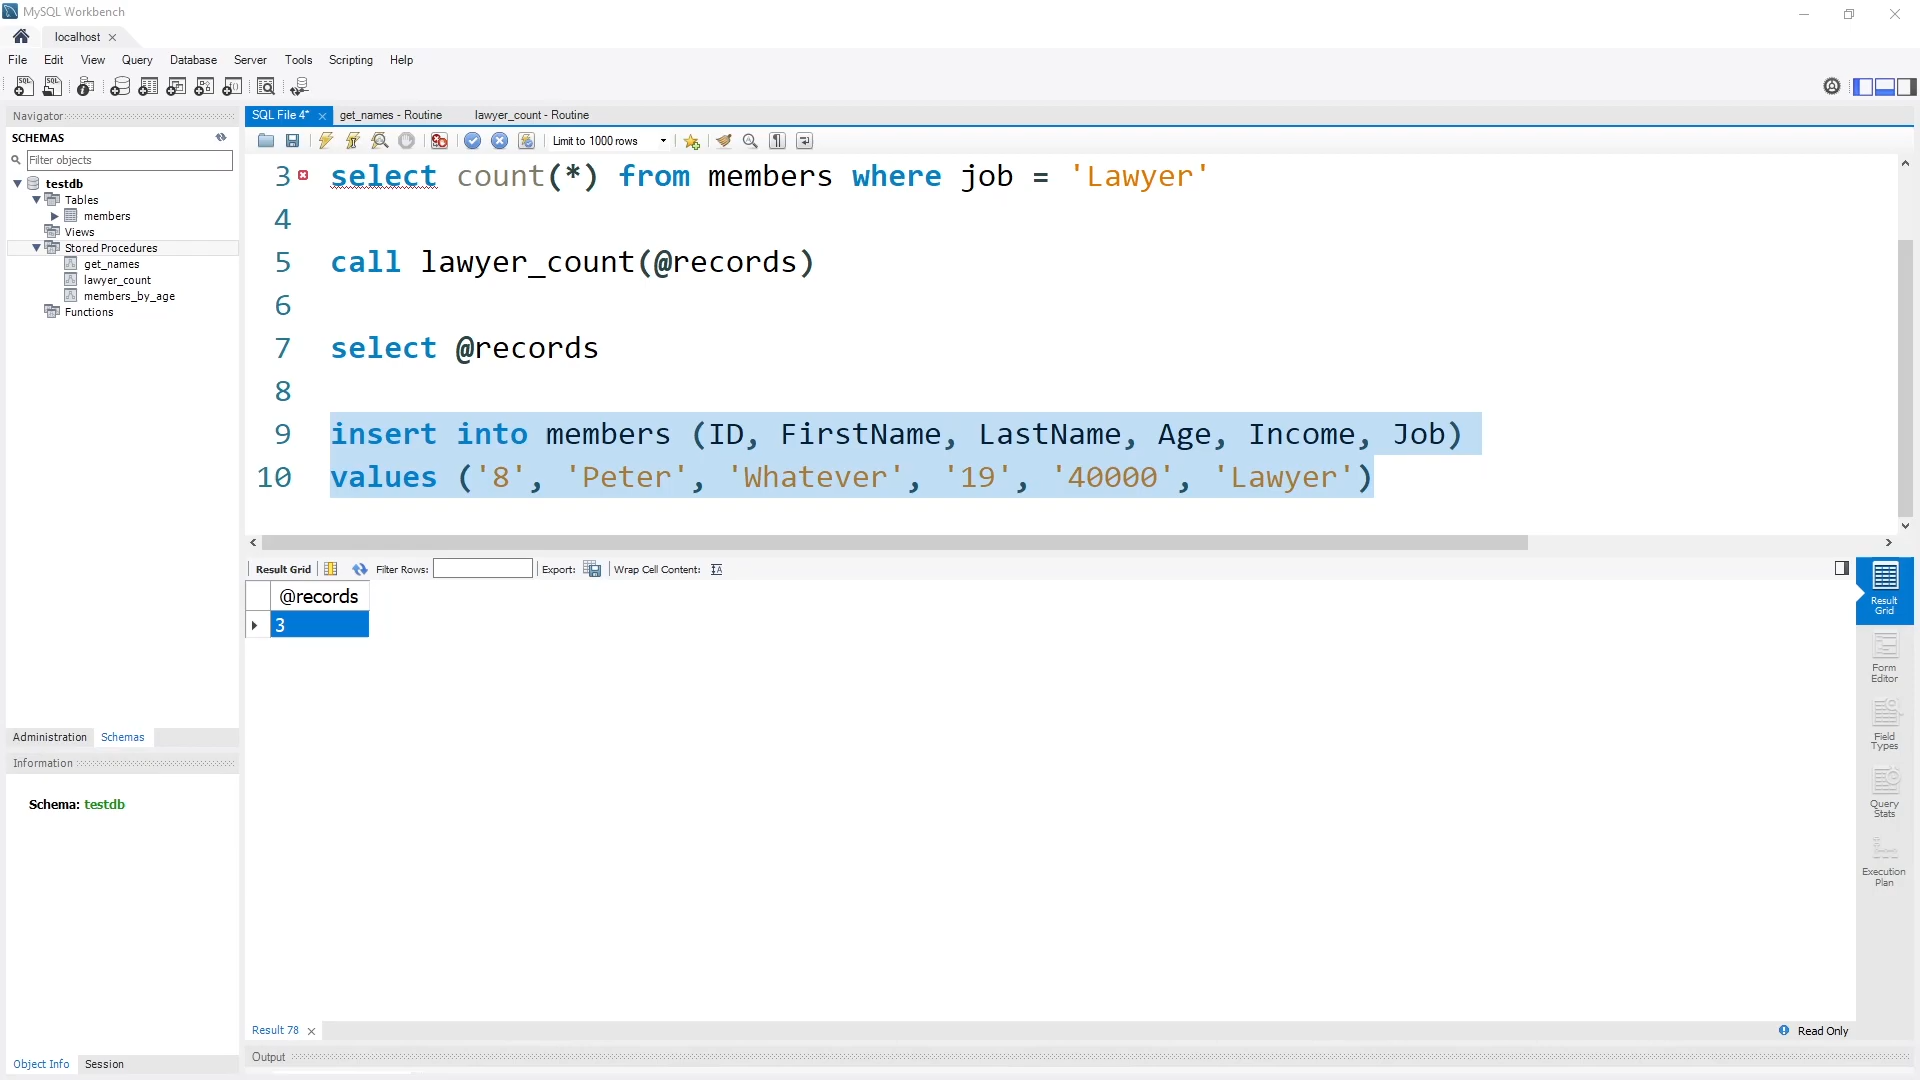 MySQL Workbench
localhost
File Edit View Query Database Server Tools Scripting Help
Navigator
SCHEMAS
Filter objects
testdb
Tables
members
Views
Stored Procedures
get_names
lawyer_count
members_by_age
Functions
Administration Schemas
Information
Schema: testdb
Object Info Session
SQL File 4* get_names - Routine lawyer_count - Routine
Limit to 1000 rows
3 select count(*) from members where job = 'Lawyer'
4
5 call lawyer_count(@records)
6
7 select @records
8
9 insert into members (ID, FirstName, LastName, Age, Income, Job)
10 values ('8', 'Peter', 'Whatever', '19', '40000', 'Lawyer')
Result Grid Filter Rows: Export: Wrap Cell Content:
@records
3
Result
Grid
Form
Editor
Field
Types
Query
Stats
Execution
Plan
Result 78
Read Only
Output